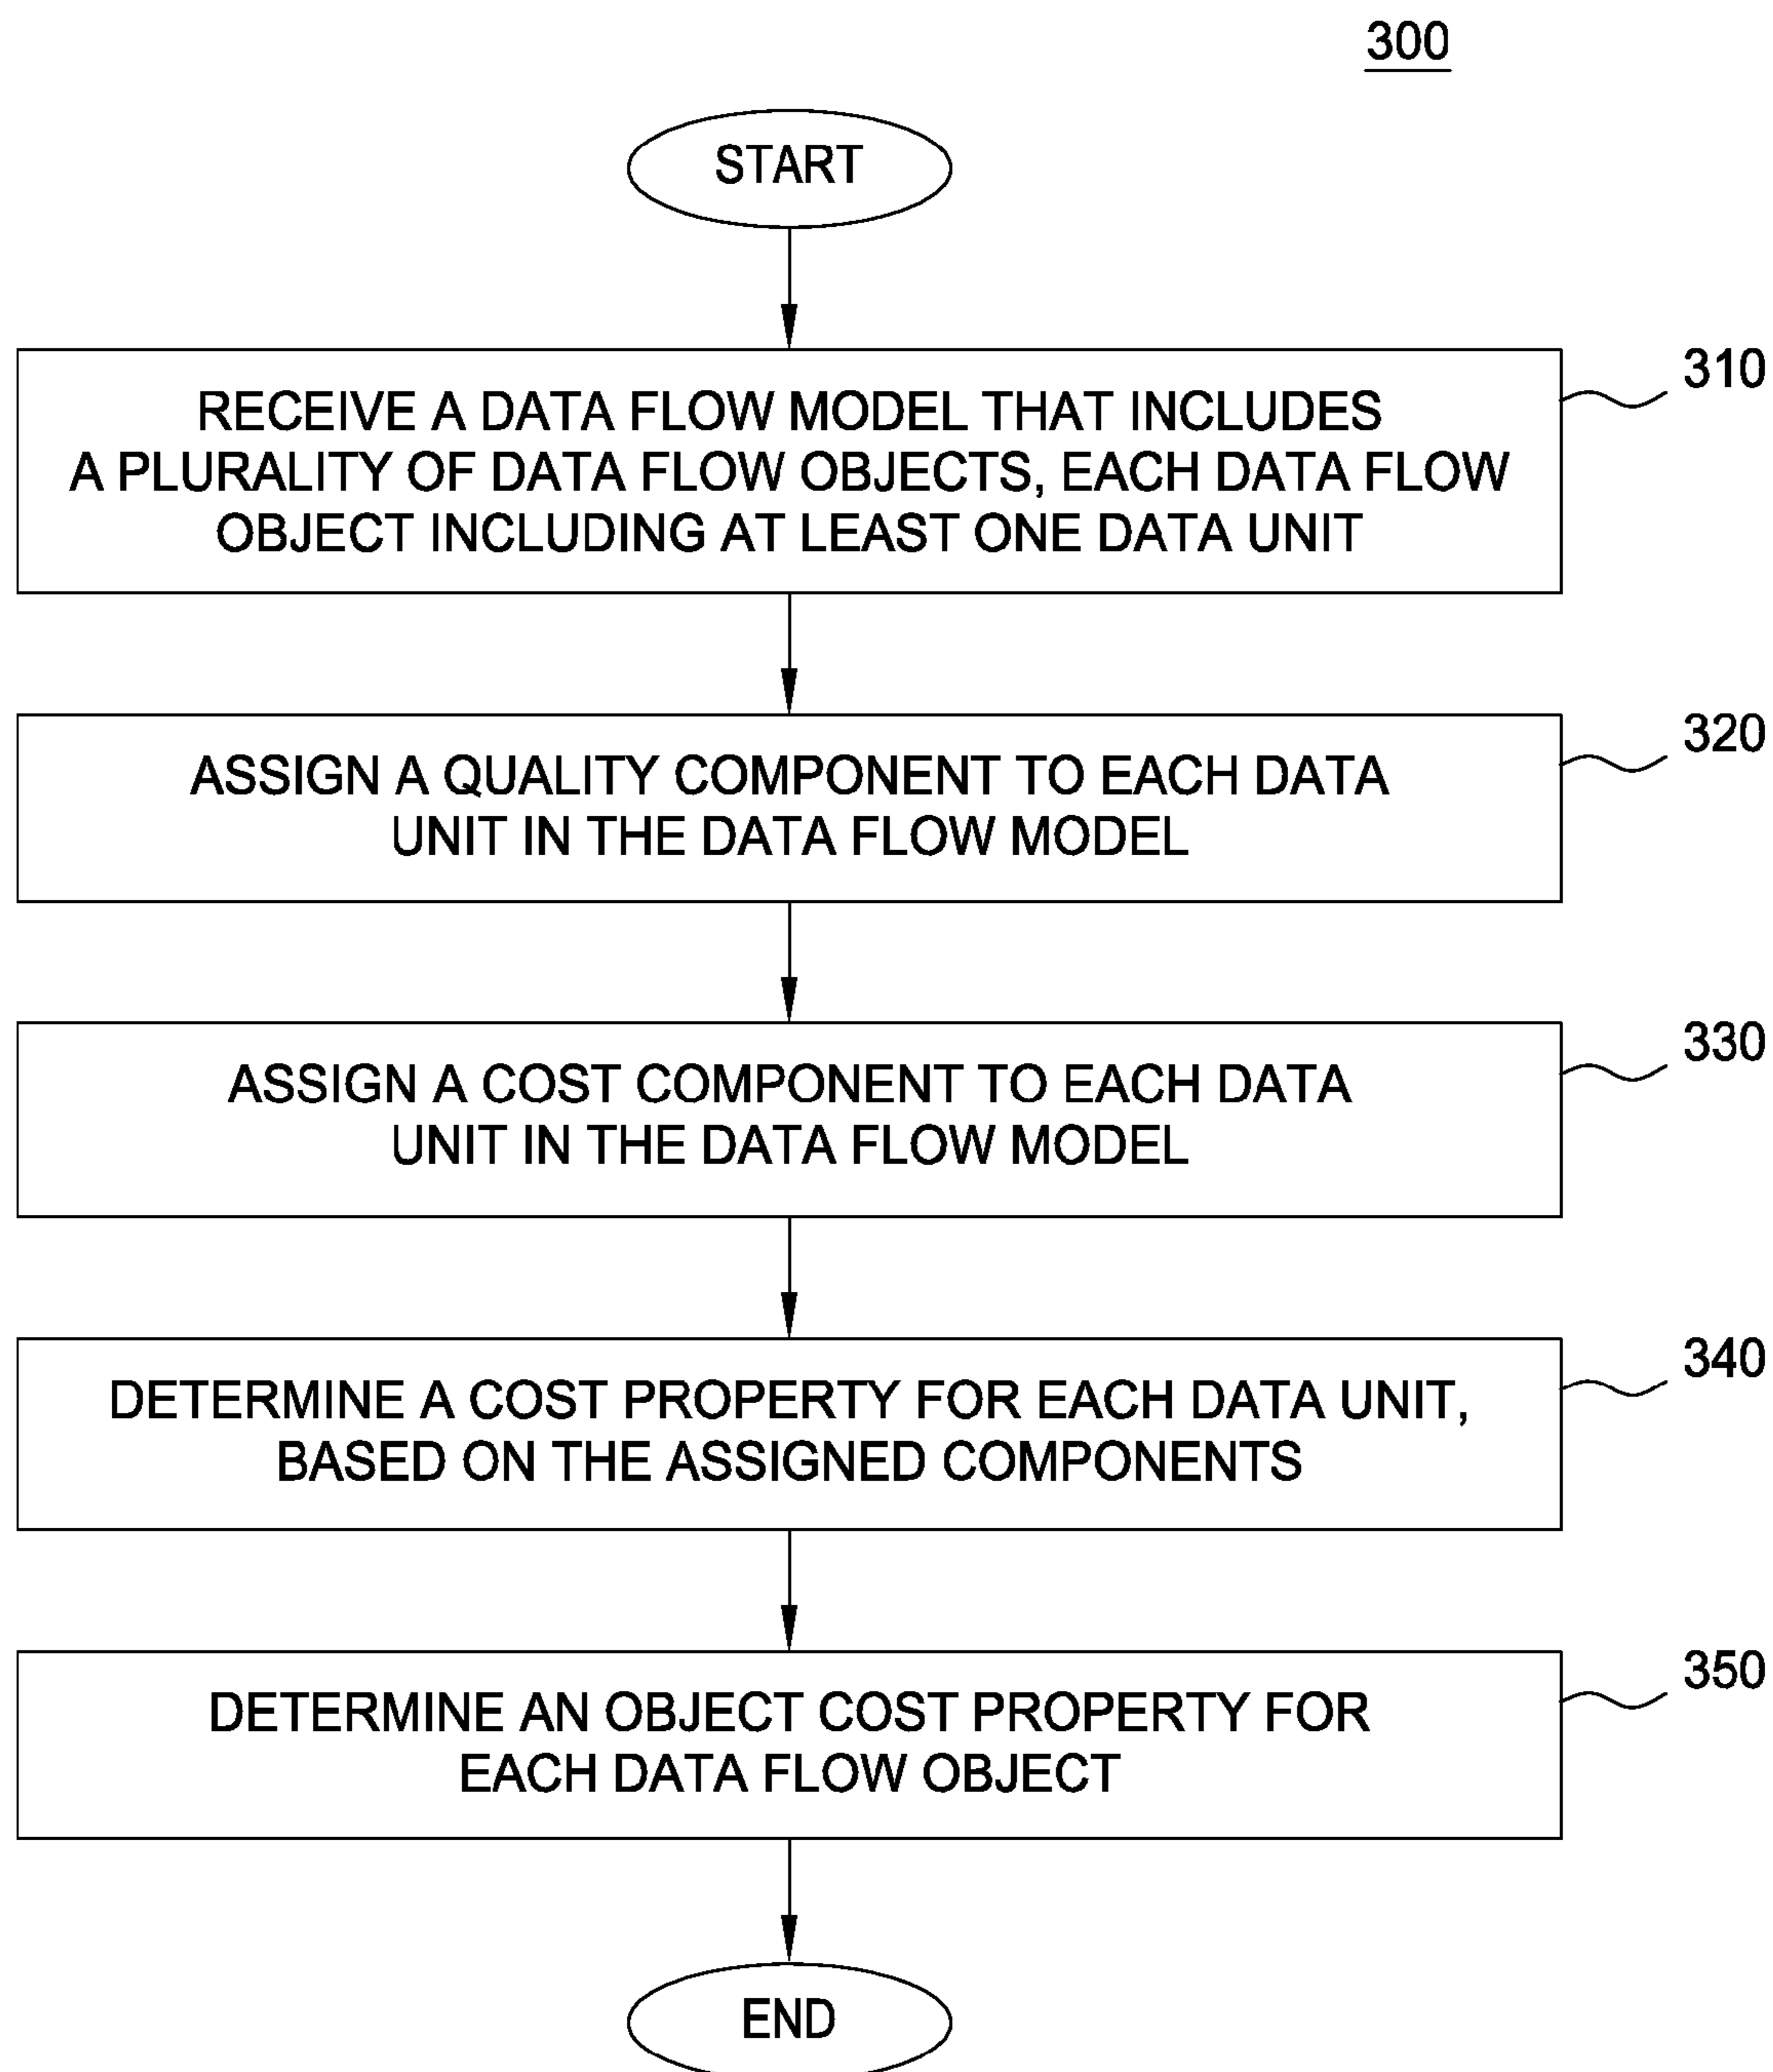 300
START
310
RECEIVE A DATA FLOW MODEL THAT INCLUDES
A PLURALITY OF DATA FLOW OBJECTS, EACH DATA FLOW
OBJECT INCLUDING AT LEAST ONE DATA UNIT
320
ASSIGN A QUALITY COMPONENT TO EACH DATA
UNIT IN THE DATA FLOW MODEL
330
ASSIGN A COST COMPONENT TO EACH DATA
UNIT IN THE DATA FLOW MODEL
340
DETERMINE A COST PROPERTY FOR EACH DATA UNIT,
BASED ON THE ASSIGNED COMPONENTS
350
DETERMINE AN OBJECT COST PROPERTY FOR
EACH DATA FLOW OBJECT
END